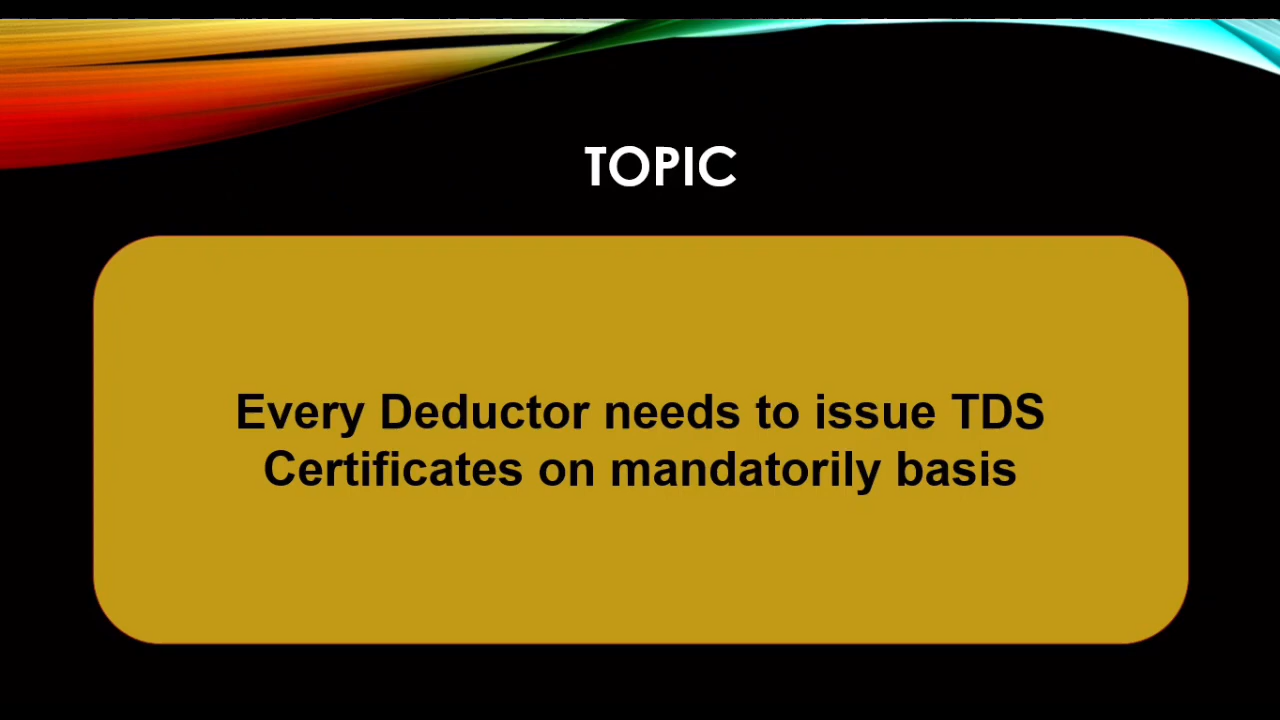 TOPIC
Every Deductor needs to issue TDS
Certificates on mandatorily basis